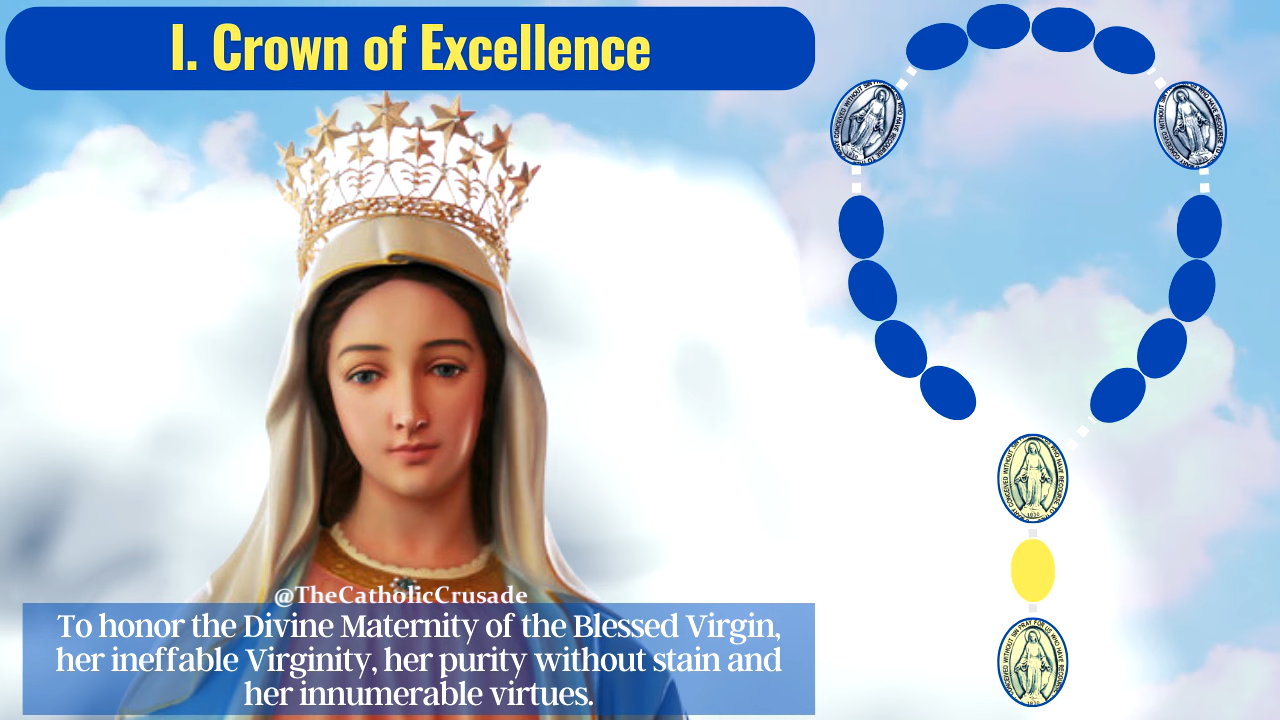 I. Crown of Excellence
@TheCatholicCrusade
To honor the Divine Maternity of the Blessed Virgin,
her ineffable Virginity, her purity without stain and
her innumerable virtues.